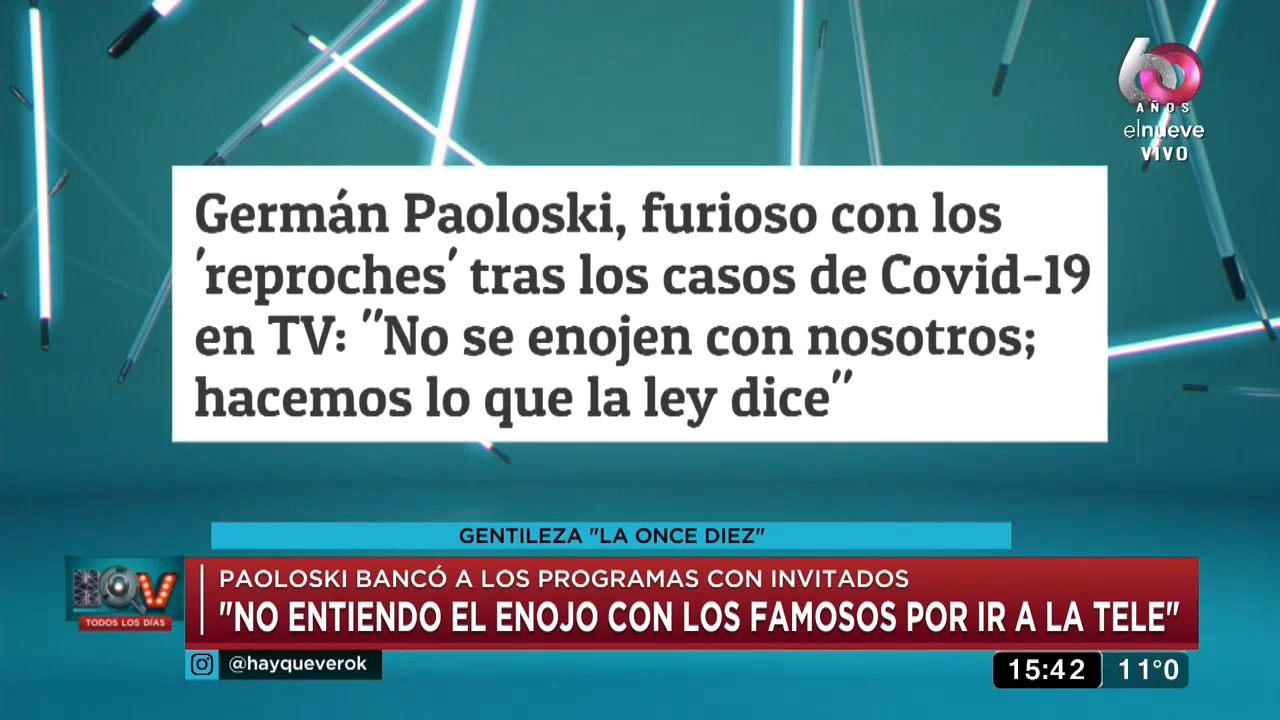 60
AÑOS
elnueve
VIVO
Germán Paoloski, furioso con los
'reproches' tras los casos de Covid-19
en TV: "No se enojen con nosotros;
hacemos lo que la ley dice"
GENTILEZA "LA ONCE DIEZ"
HQV
TODOS LOS DÍAS
PAOLOSKI BANCÓ A LOS PROGRAMAS CON INVITADOS
"NO ENTIENDO EL ENOJO CON LOS FAMOSOS POR IR A LA TELE"
@hayqueverok
15:42 11°0